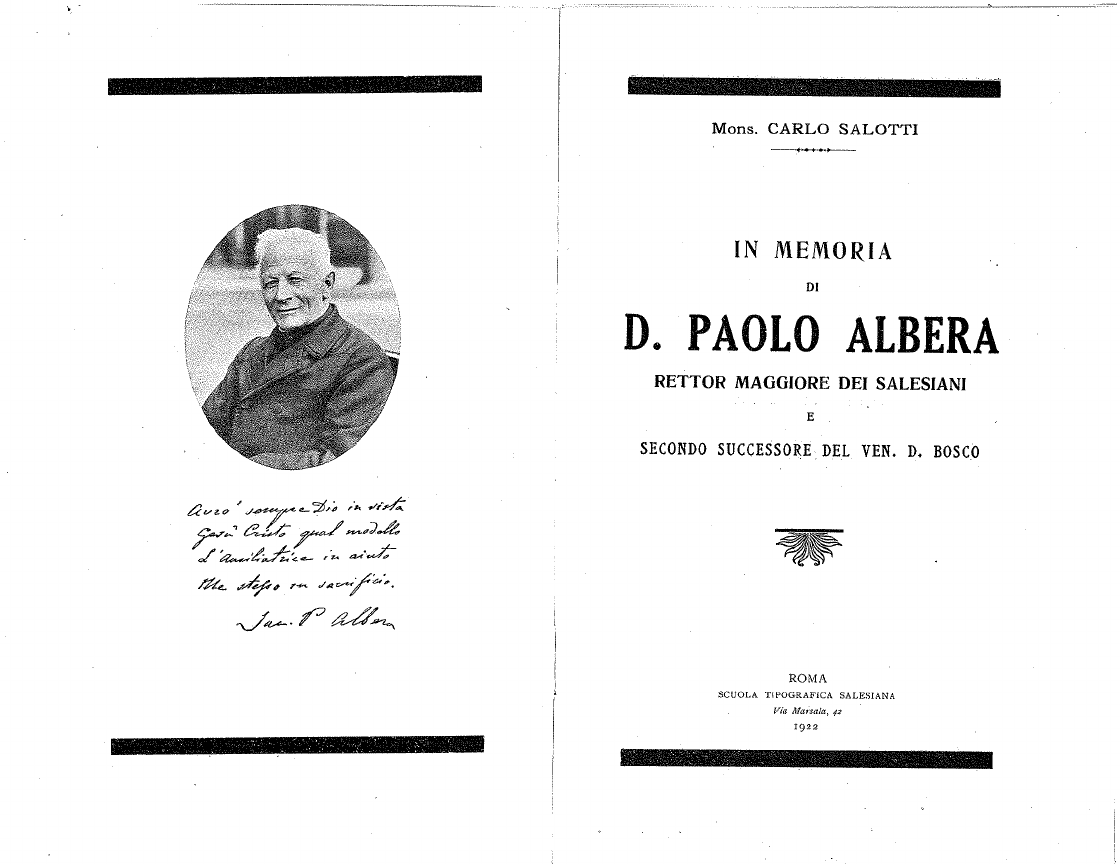 Avro' sempre Dio in vista
Gesù Cristo qual modello
L'Ausiliatrice in aiuto
Me stesso in sacrificio.
Sac. P Albera
Mons. CARLO SALOTTI
IN MEMORIA
DI
D. PAOLO ALBERA
RETTOR MAGGIORE DEI SALESIANI
E
SECONDO SUCCESSORE DEL VEN. D. BOSCO
ROMA
SCUOLA TIPOGRAFICA SALESIANA
Via Marsala, 42
1922